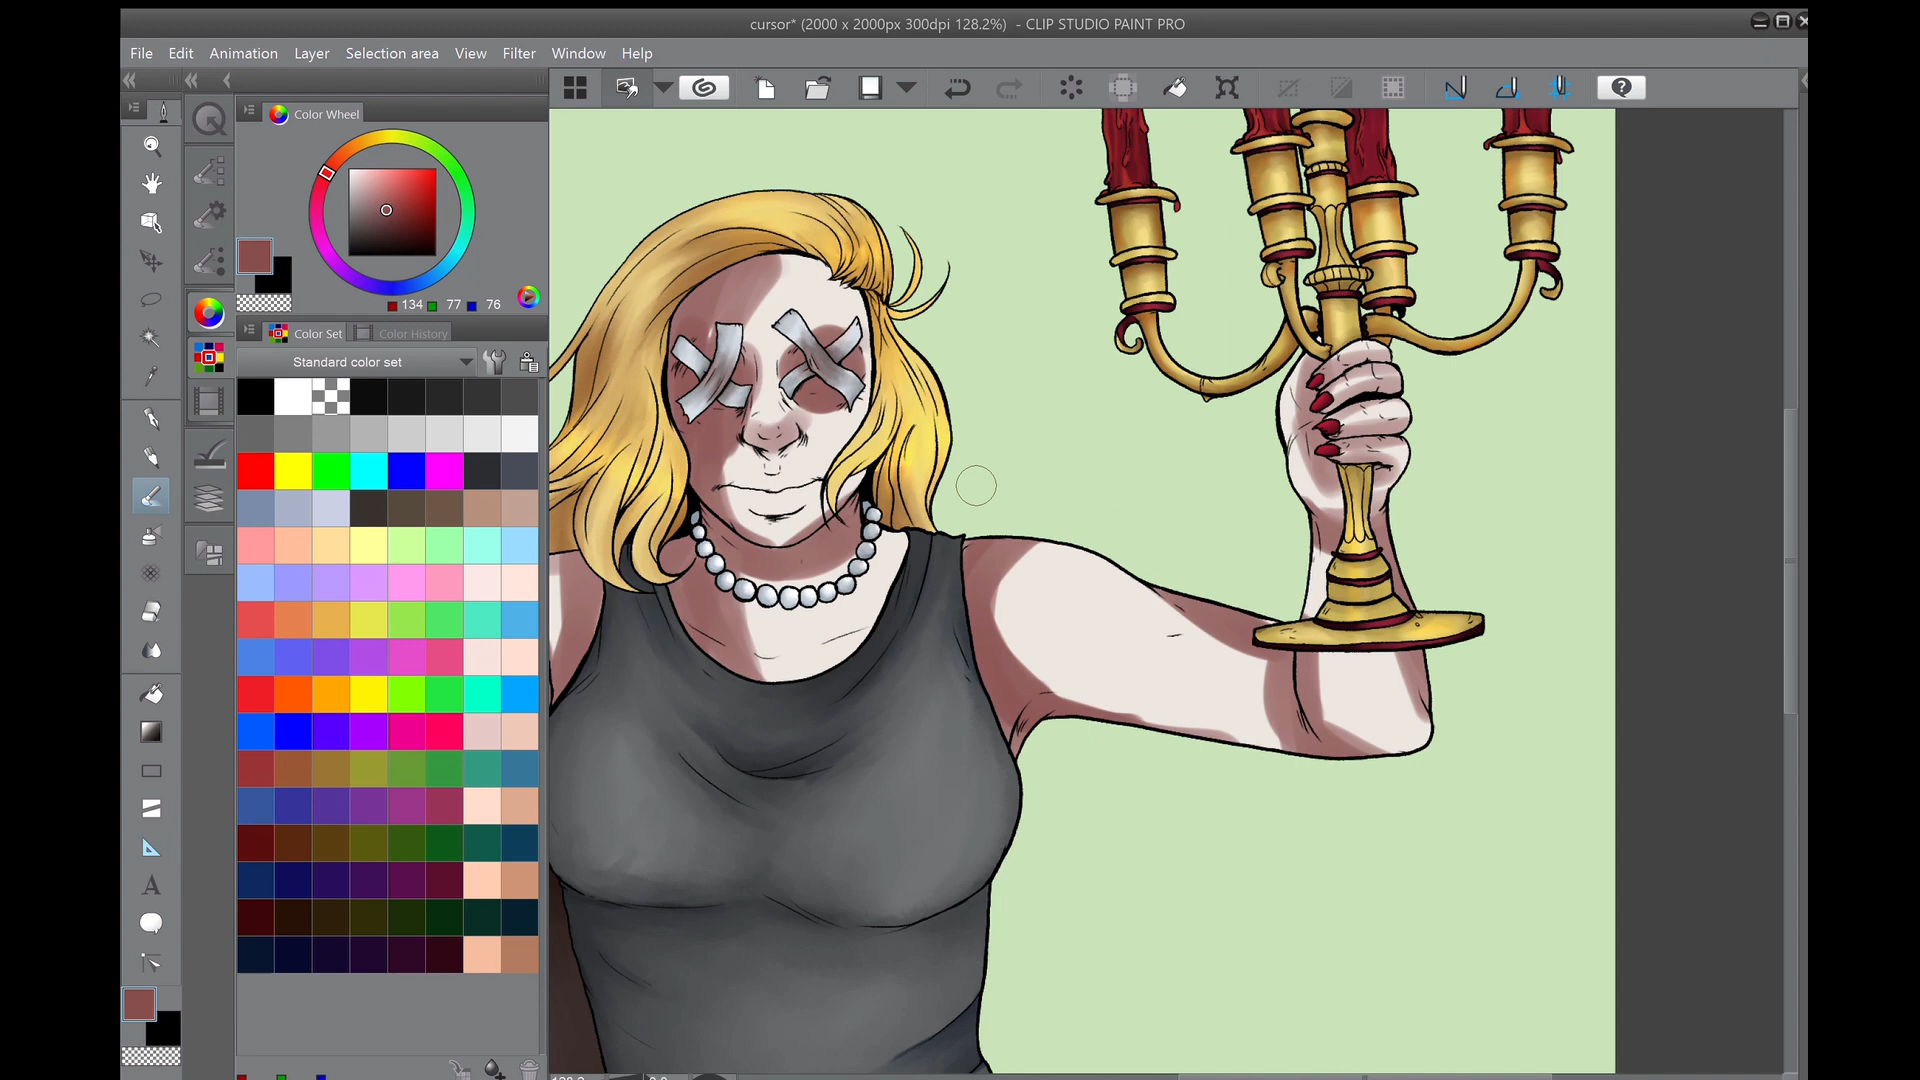 cursor* (2000 x 2000px 300dpi 128.2%) - CLIP STUDIO PAINT PRO
File Edit Animation Layer Selection area View Filter Window Help
Color Wheel
134 77 76
Color Set Color History
Standard color set